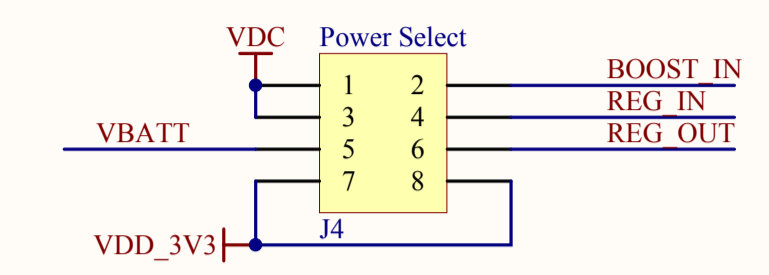 VDC Power Select
1 2 BOOST_IN
3 4 REG_IN
VBATT 5 6 REG_OUT
7 8
VDD_3V3 J4